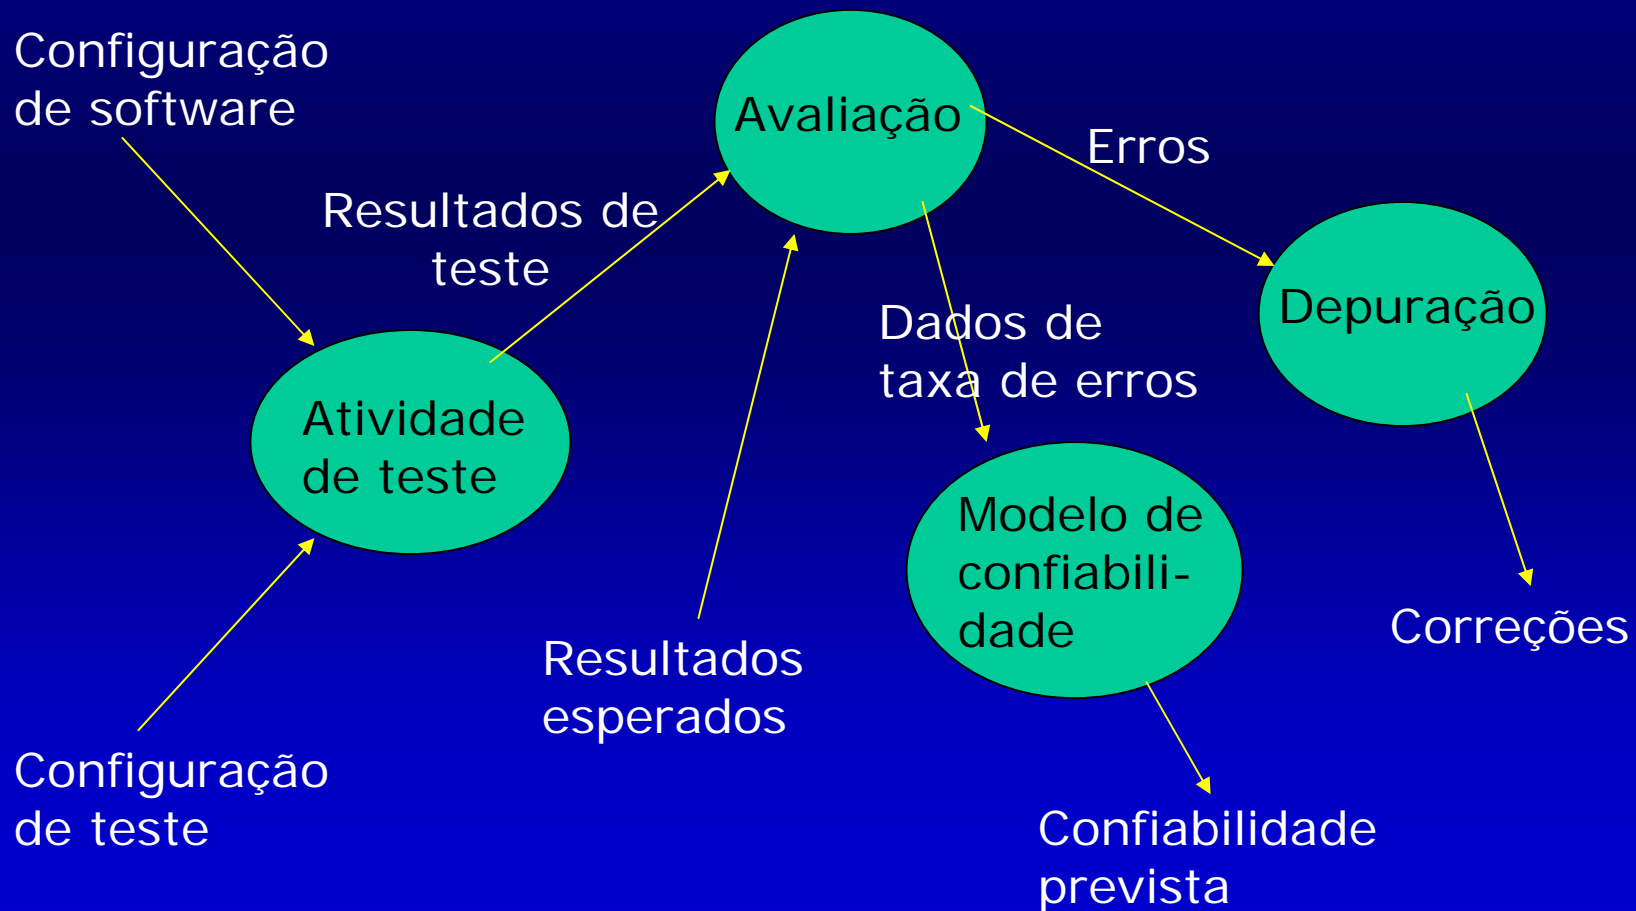 Configuração
de software
Avaliação
Erros
Resultados de
teste
Depuração
Dados de
taxa de erros
Atividade
de teste
Modelo de
confiabili-
dade
Correções
Resultados
esperados
Configuração
de teste
Confiabilidade
prevista